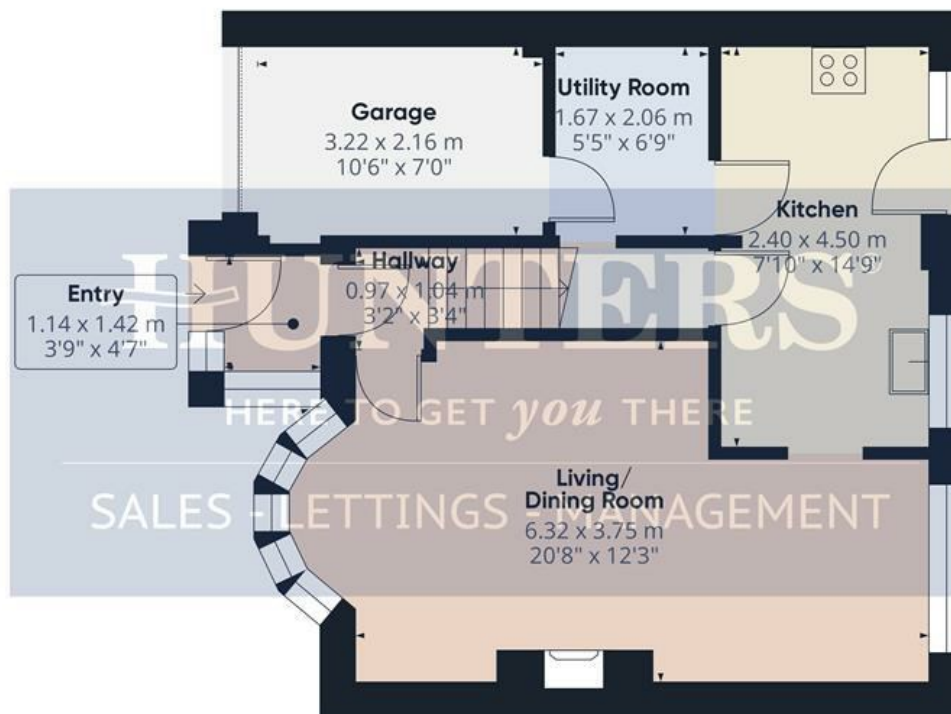 Garage
3.22 x 2.16 m
10'6" x 7'0"
Utility Room
1.67 x 2.06 m
5'5" x 6'9"
Kitchen
2.40 x 4.50 m
7'10" x 14'9"
Hallway
0.97 x 1.04 m
3'2" x 3'4"
Entry
1.14 x 1.42 m
3'9" x 4'7"
HUNTERS®
HERE TO GET you THERE
Living/
Dining Room
6.32 x 3.75 m
20'8" x 12'3"
SALES - LETTINGS - MANAGEMENT